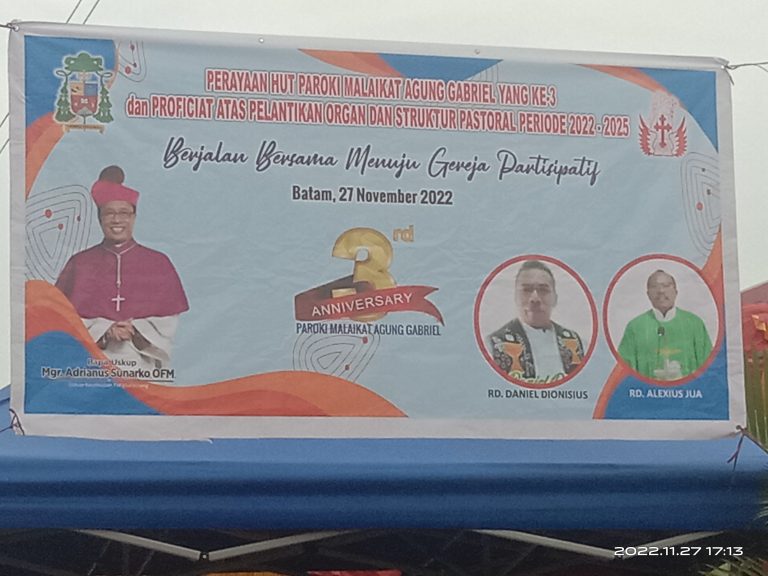 PERAYAAN HUT PAROKI MALAIKAT AGUNG GABRIEL YANG KE-3
dan PROFICIAT ATAS PELANTIKAN ORGAN DAN STRUKTUR PASTORAL PERIODE 2022 - 2025
Berjalan Bersama Menuju Gereja Partisipatif
Batam, 27 November 2022
3rd
ANNIVERSARY
PAROKI MALAIKAT AGUNG GABRIEL
Bapa Uskup
Mgr. Adrianus Sunarko OFM.
RD. DANIEL DIONISIUS
RD. ALEXIUS JUA
2022.11.27 17:13